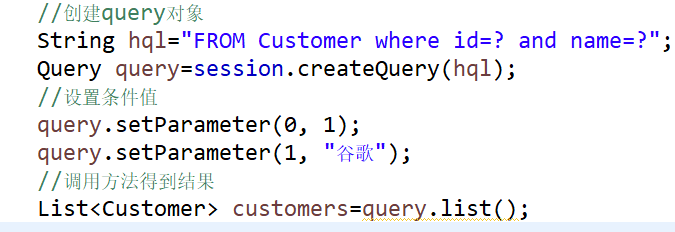 //创建query对象
String hql="FROM Customer where id=? and name=?";
Query query=session.createQuery(hql);
//设置条件值
query.setParameter(0, 1);
query.setParameter(1, "谷歌");
//调用方法得到结果
List<Customer> customers=query.list();